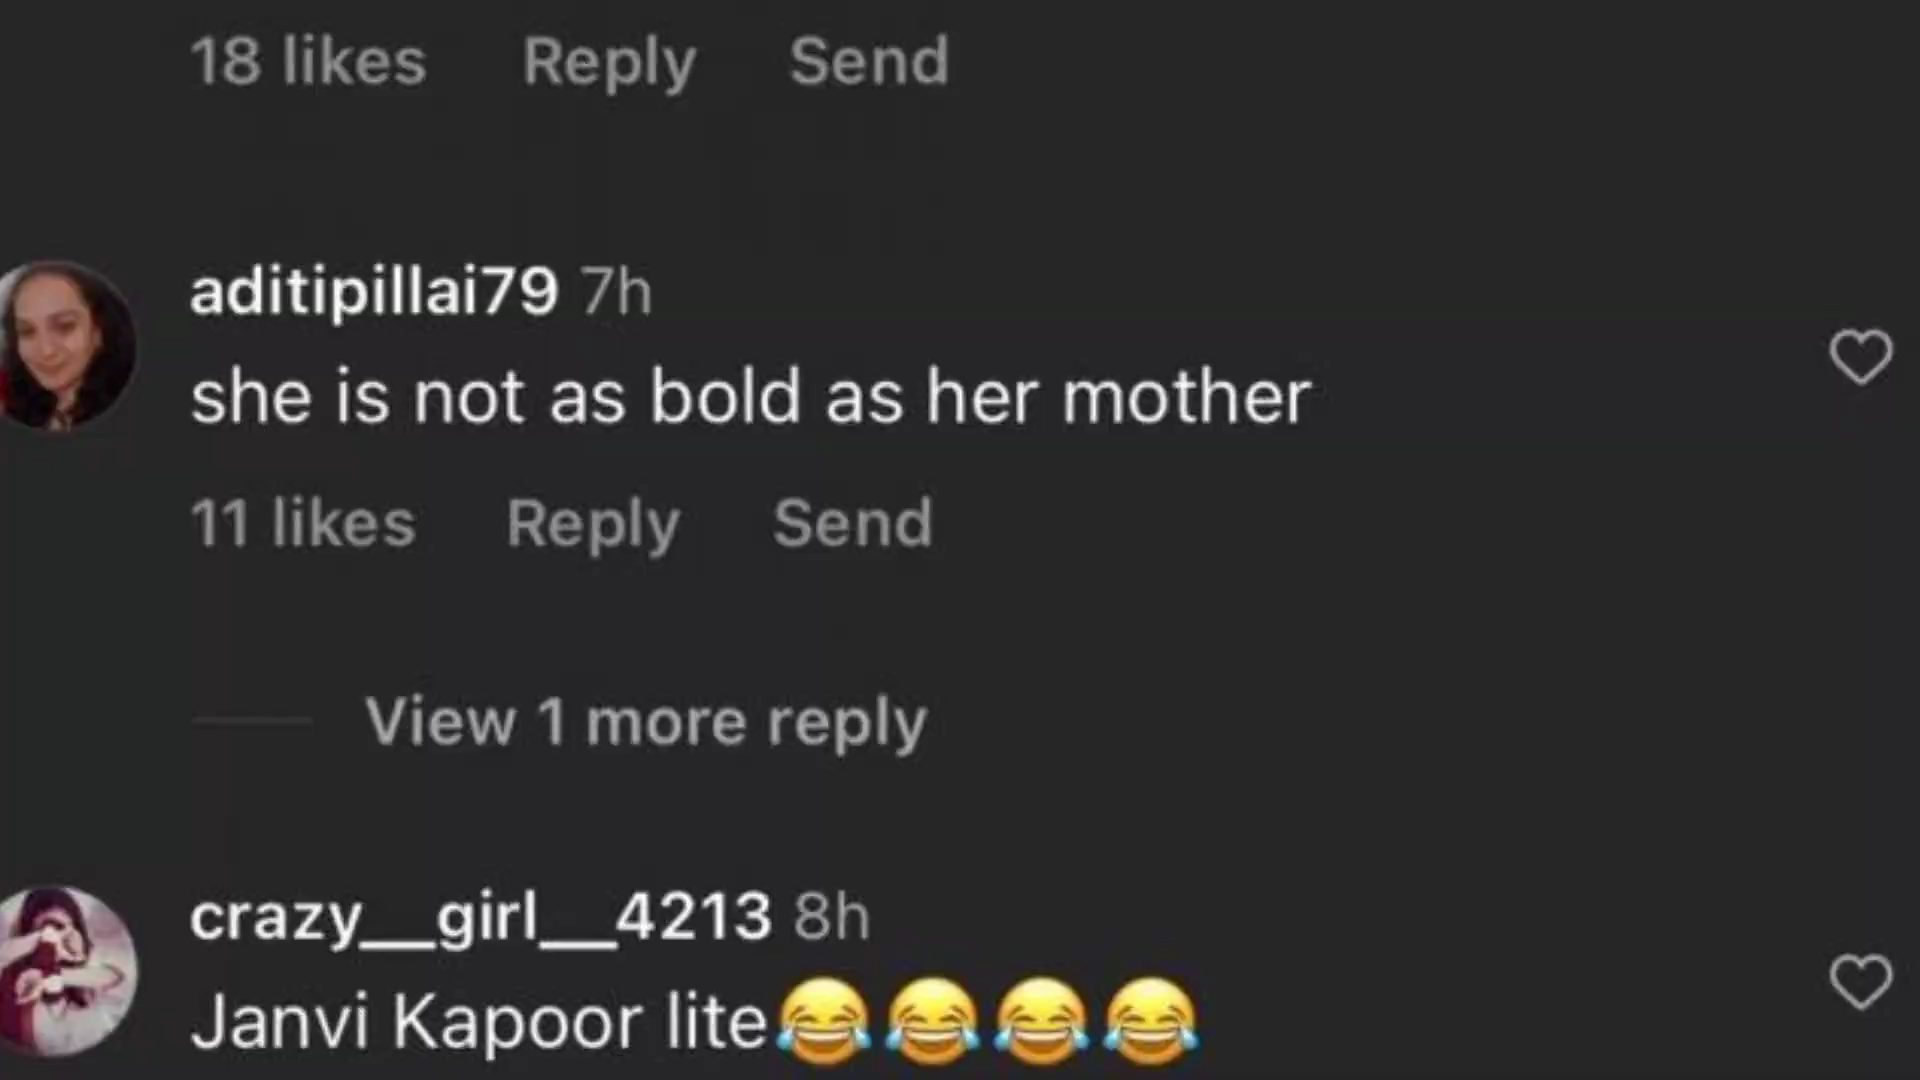 18 likes Reply Send
aditipillai79 7h
she is not as bold as her mother
11 likes Reply Send
View 1 more reply
crazy__girl__4213 8h
Janvi Kapoor lite😂😂😂😂